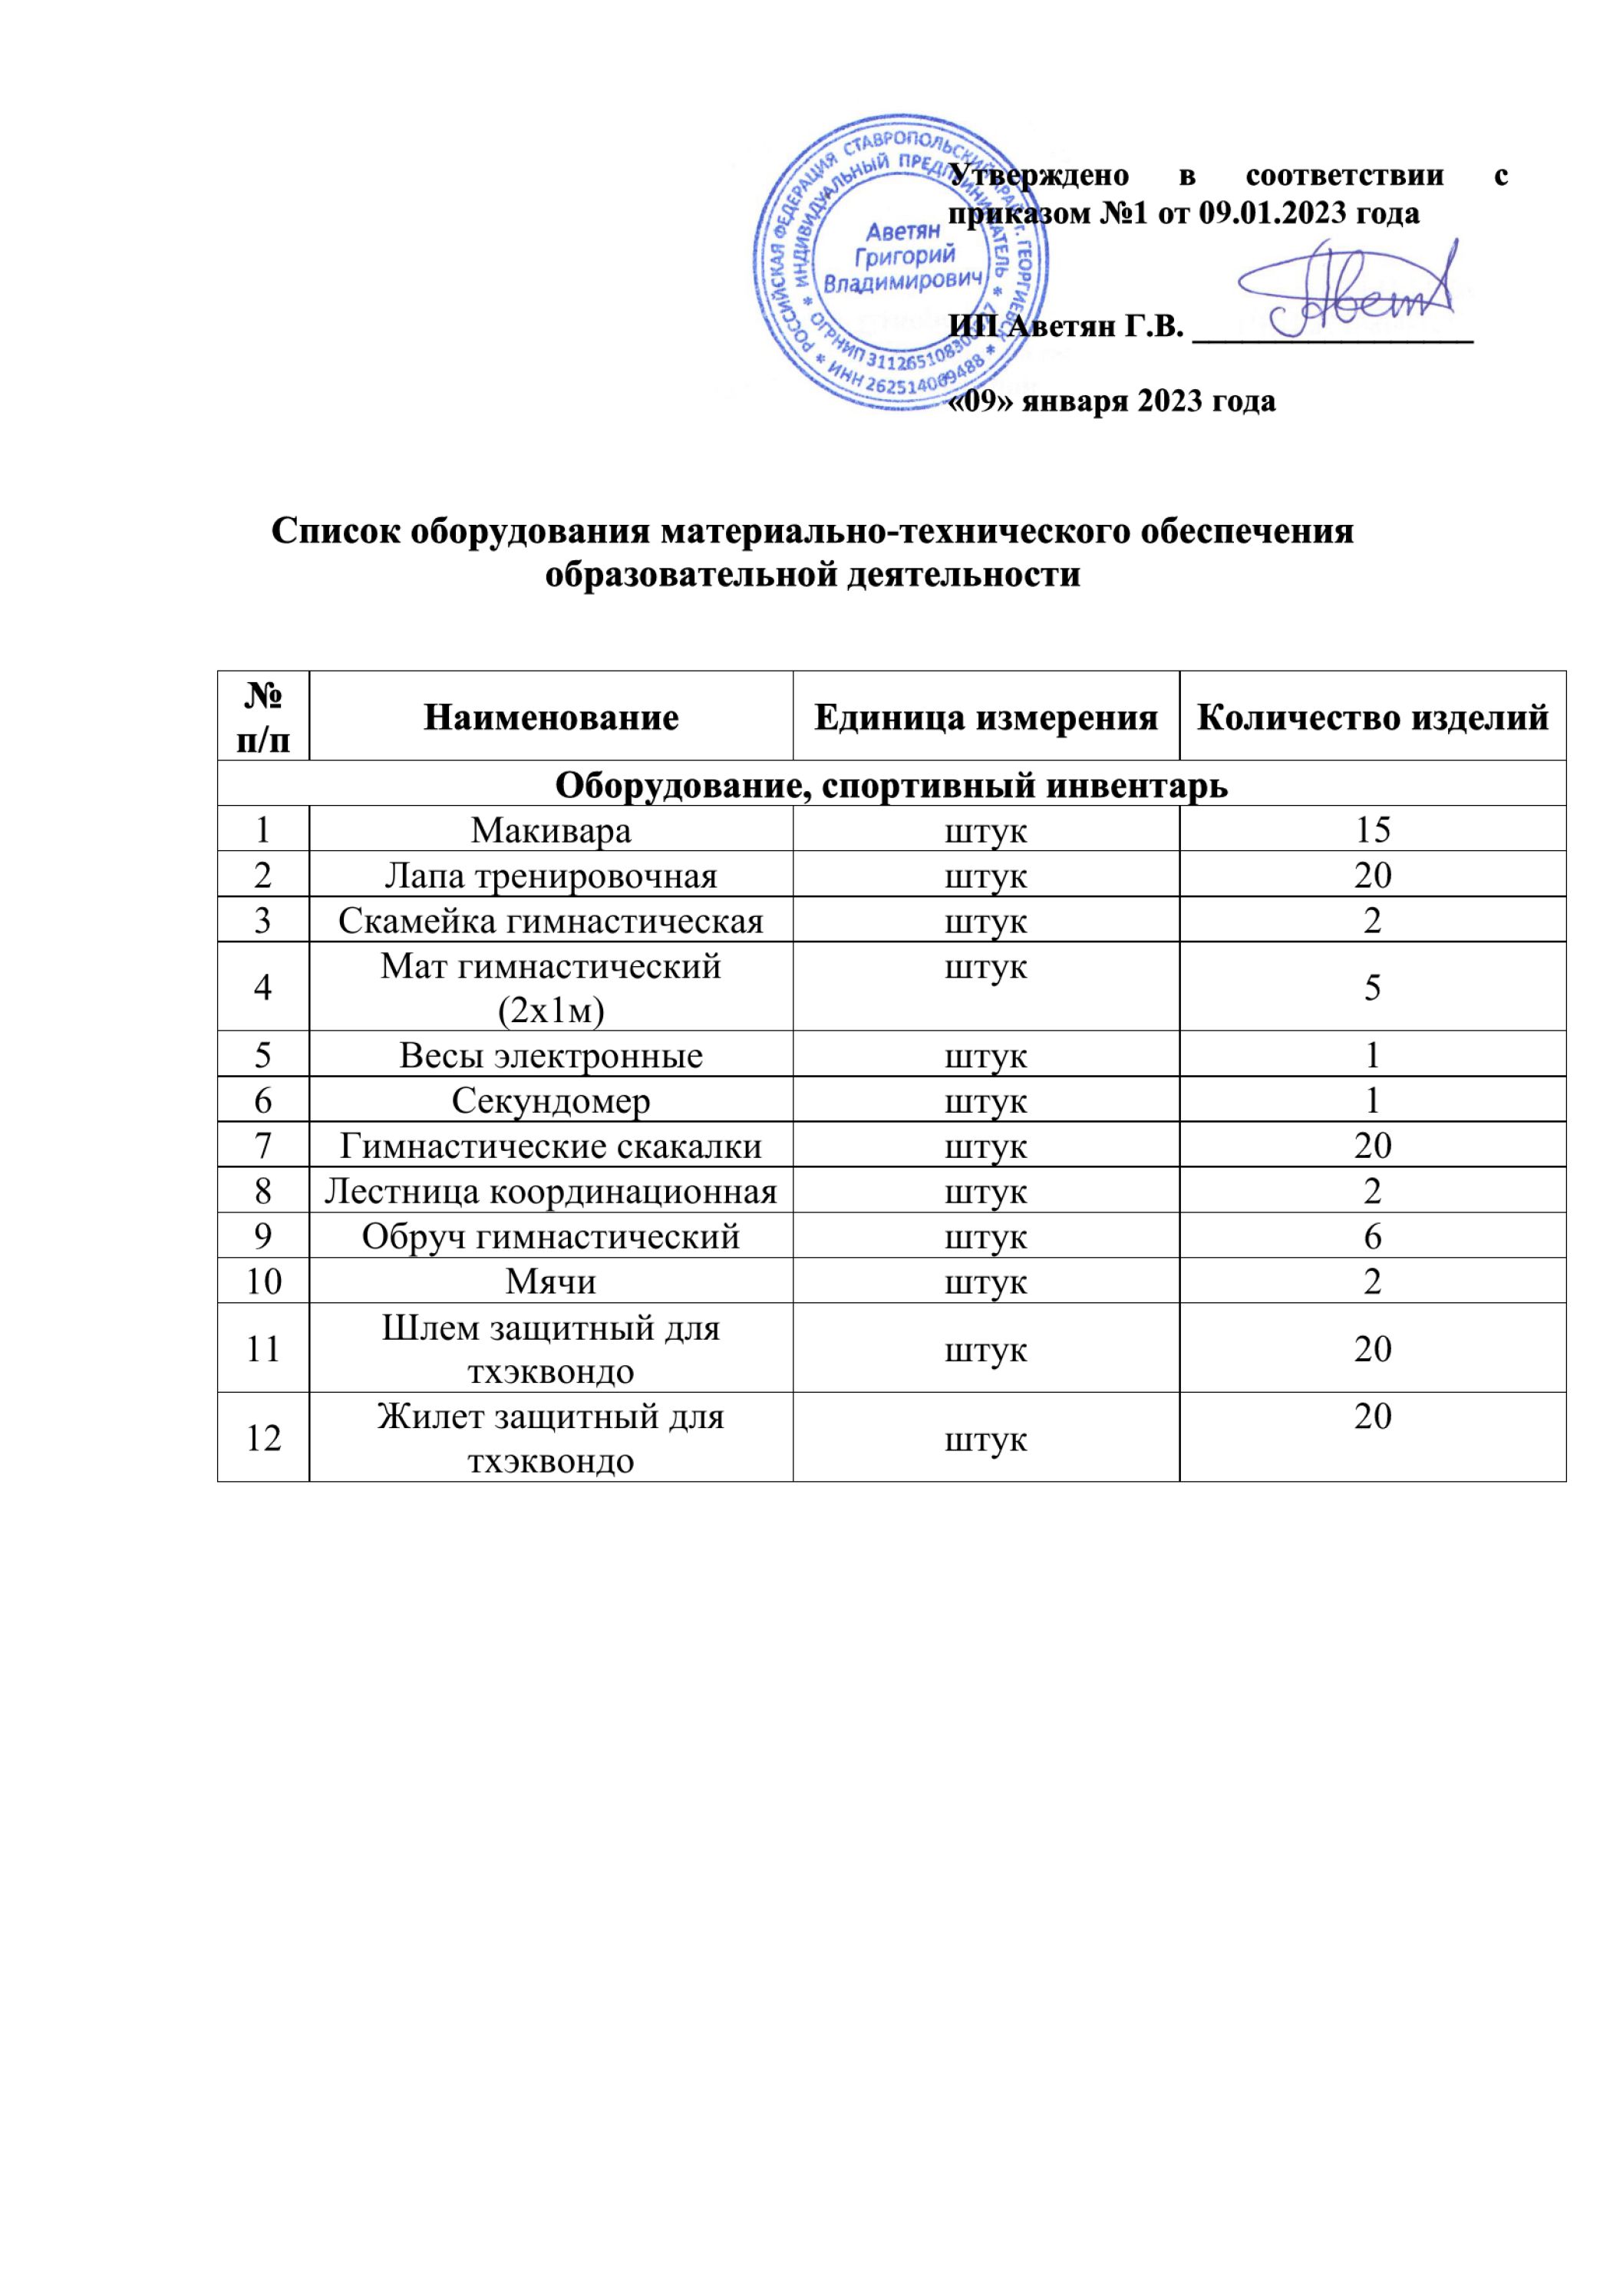 РОССИЙСКАЯ ФЕДЕРАЦИЯ СТАВРОПОЛЬСКИЙ КРАЙ г. ГЕОРГИЕВСК
ИНДИВИДУАЛЬНЫЙ ПРЕДПРИНИМАТЕЛЬ
Аветян
Григорий
Владимирович
ОГРНИП
ИНН 262514009488
Утверждено в соответствии с
приказом №1 от 09.01.2023 года
ИП Аветян Г.В.
«09» января 2023 года
Список оборудования материально-технического обеспечения
образовательной деятельности
№ п/п Наименование Единица измерения Количество изделий
Оборудование, спортивный инвентарь
1 Макивара штук 15
2 Лапа тренировочная штук 20
3 Скамейка гимнастическая штук 2
4 Мат гимнастический (2х1м) штук 5
5 Весы электронные штук 1
6 Секундомер штук 1
7 Гимнастические скакалки штук 20
8 Лестница координационная штук 2
9 Обруч гимнастический штук 6
10 Мячи штук 2
11 Шлем защитный для тхэквондо штук 20
12 Жилет защитный для тхэквондо штук 20